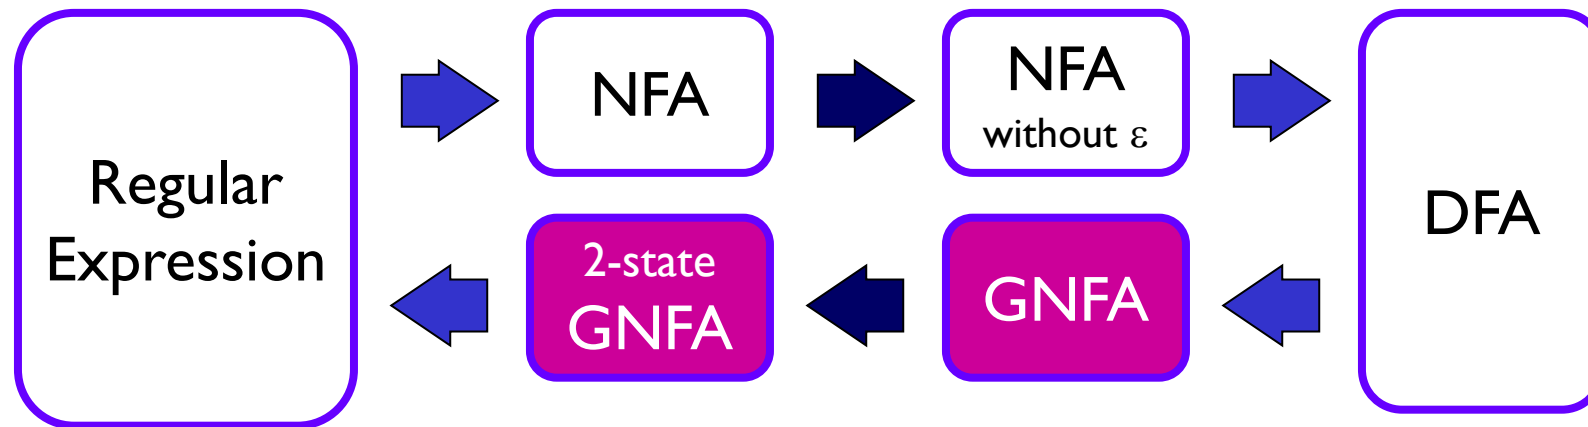 Regular
Expression
NFA
NFA
without ε
DFA
2-state
GNFA
GNFA